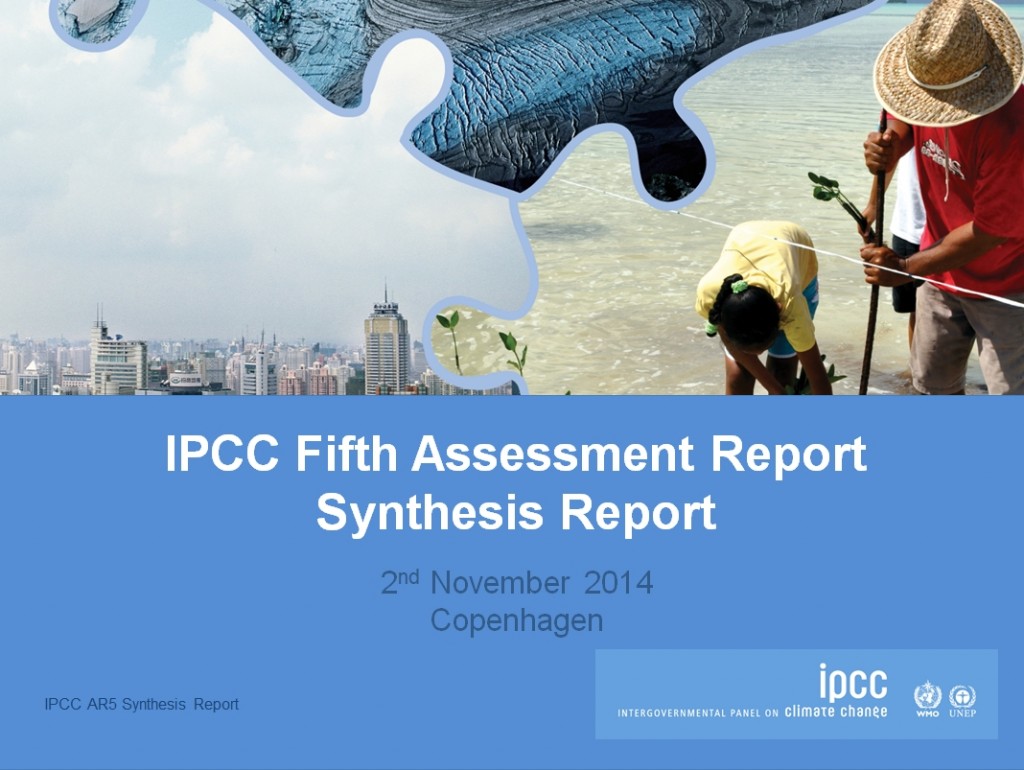 IPCC Fifth Assessment Report
Synthesis Report
2nd November 2014
Copenhagen
IPCC AR5 Synthesis Report
ipcc
INTERGOVERNMENTAL PANEL ON climate change
WMO
UNEP